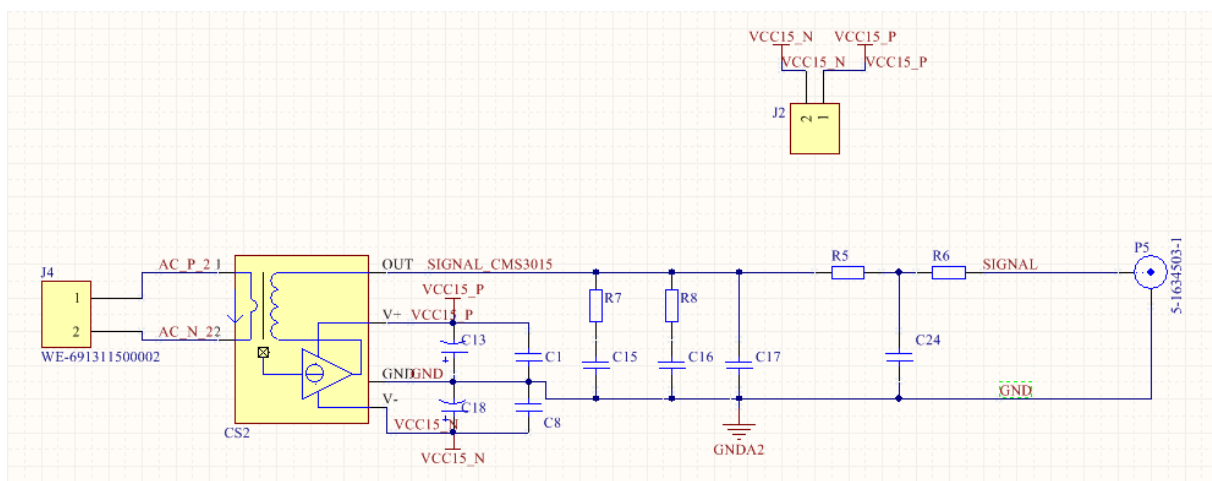 VCC15_N VCC15_P
VCC15_N VCC15_P
J2
2 1
J4
1
2
WE-691311500002
AC_P_2 1
AC_N_2 2
CS2
OUT SIGNAL_CMS3015
VCC15_P
V+ VCC15_P
C13
C1
GND GND
V-
C18
C8
VCC15_N
VCC15_N
R7
C15
R8
C16
C17
R5
R6
SIGNAL
C24
GND
GNDA2
P5
5-1634503-1